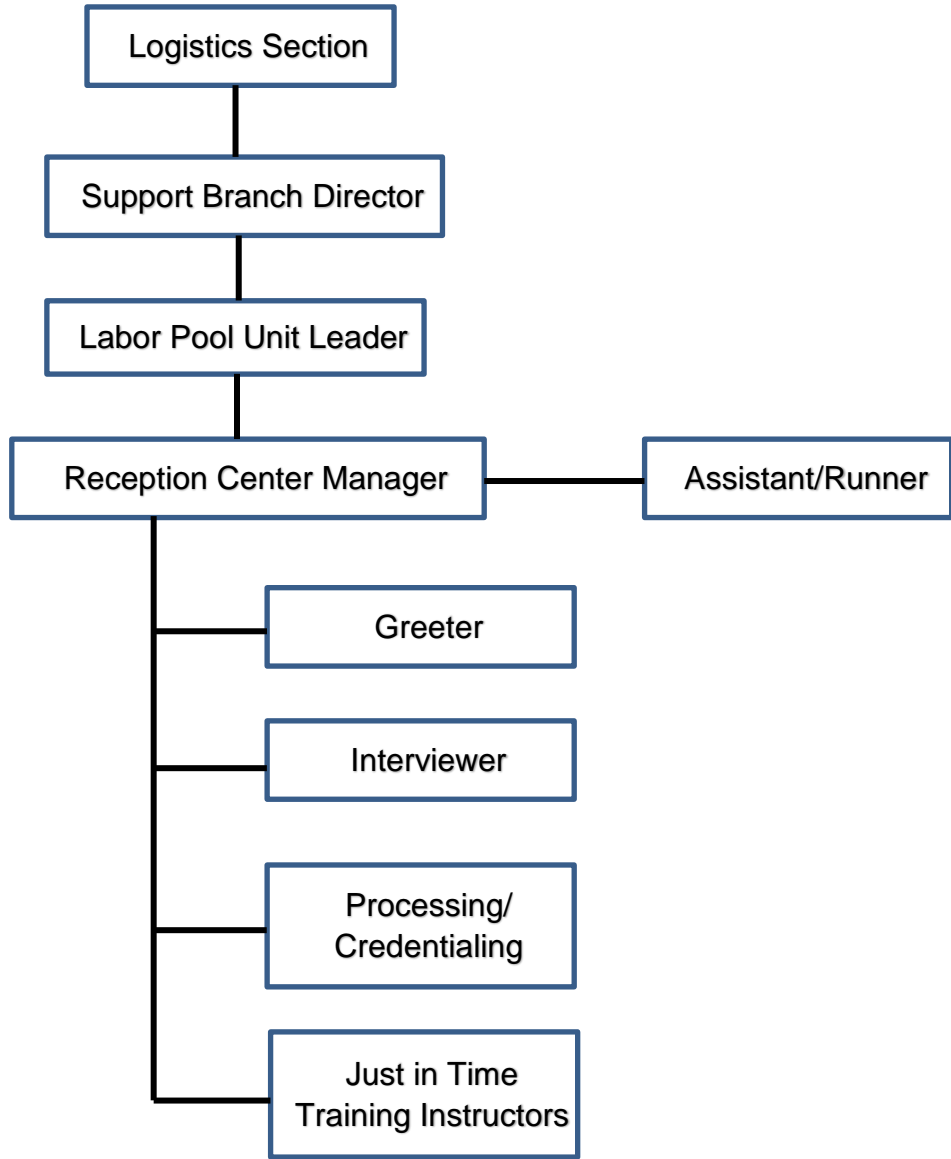 Logistics Section
Support Branch Director
Labor Pool Unit Leader
Reception Center Manager
Assistant/Runner
Greeter
Interviewer
Processing/
Credentialing
Just in Time
Training Instructors